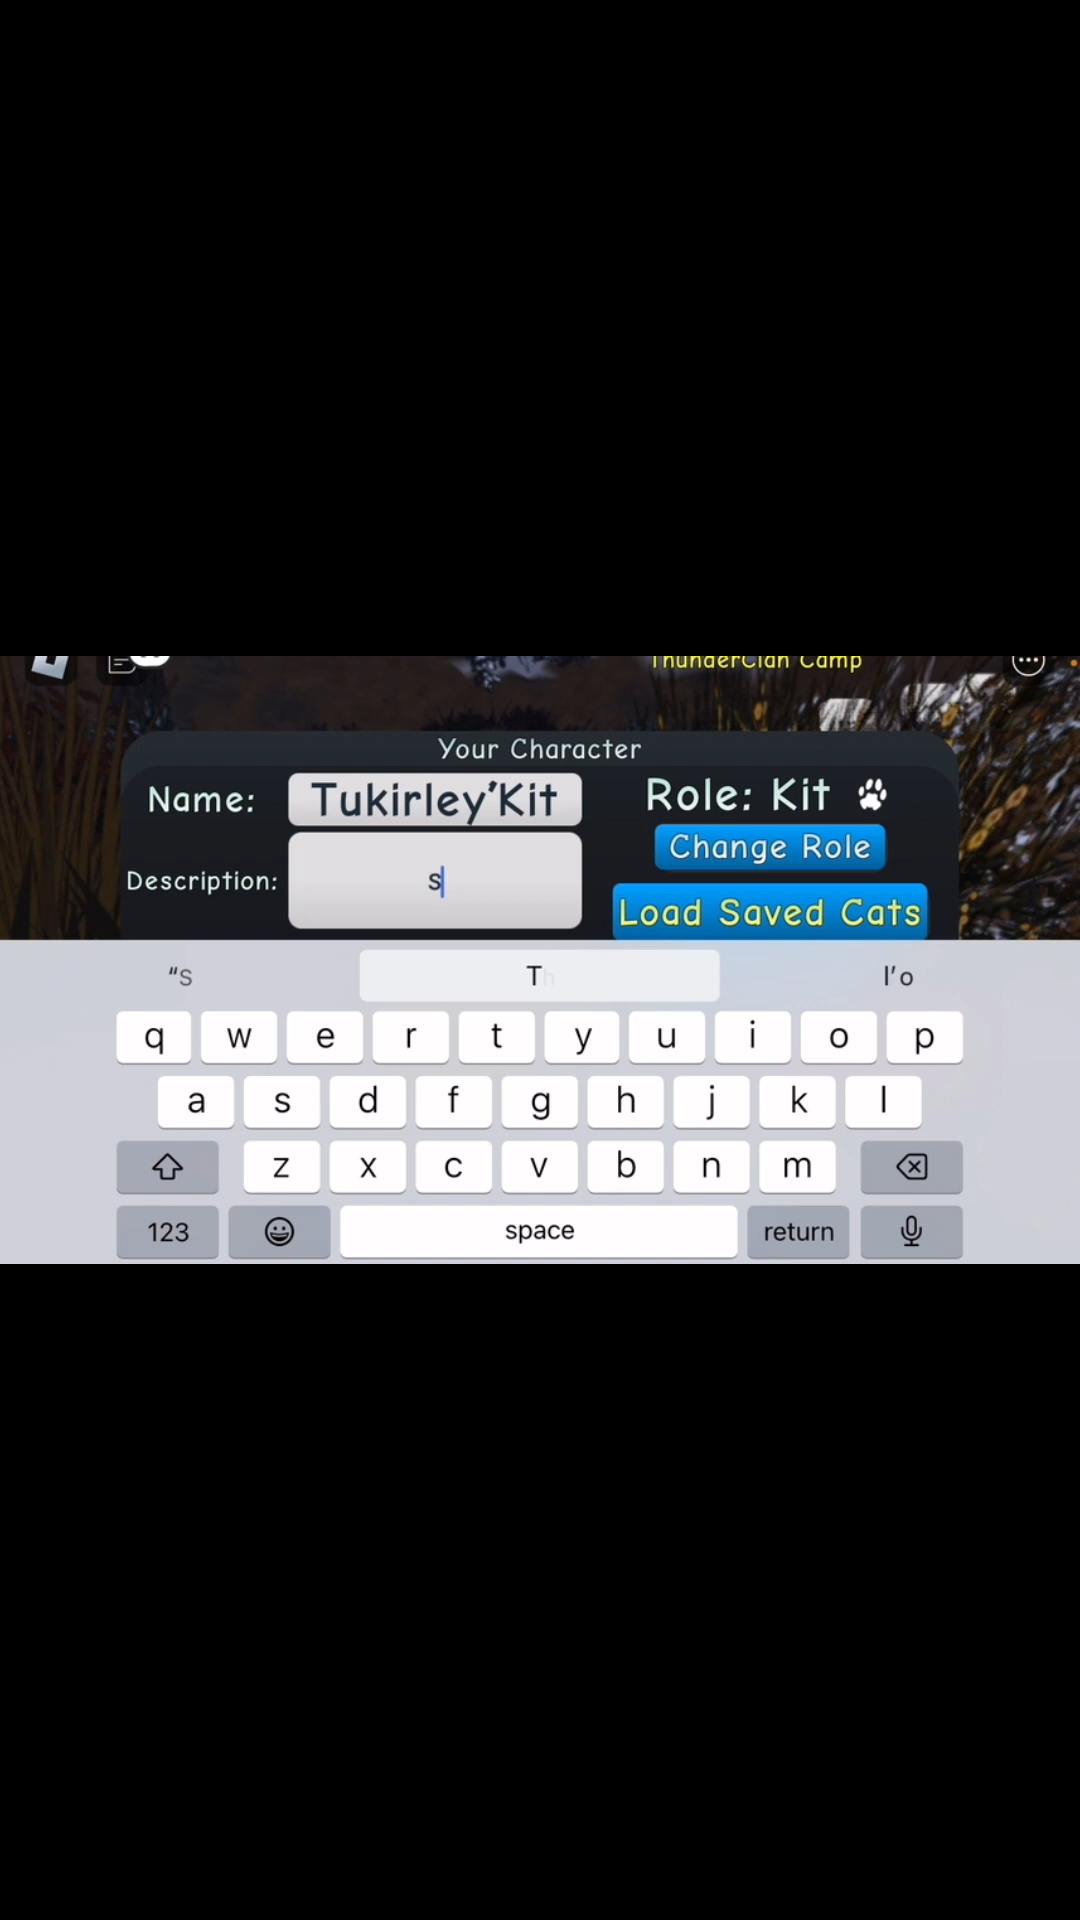 ThunderClan Camp
Your Character
Name: Tukirley'Kit
Role: Kit
Change Role
Description: s
Load Saved Cats
“S T I'o
q w e r t y u i o p
a s d f g h j k l
z x c v b n m
123 space return